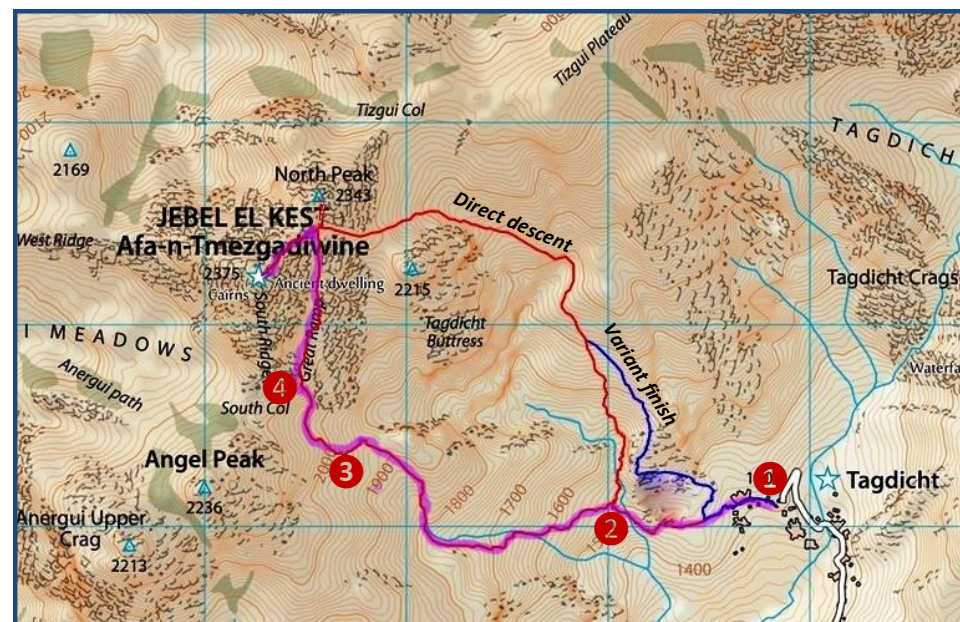 Tizgui Plateau
Tizgui Col
TAGDICH
2100
2169
North Peak
2343
JEBEL EL KEST
Afa-n-Tmezgadiwine
West Ridge
2375
Cairns
Ancient dwelling
2215
Direct descent
Tagdicht Crags
South Ridge
Great Ramp
Tagdicht
Buttress
I MEADOWS
Variant finish
Waterfa
Anergui path
4
South Col
Angel Peak
3
1900
1800
1700
1600
1
Tagdicht
2236
2
Anergui Upper
Crag
2213
1400